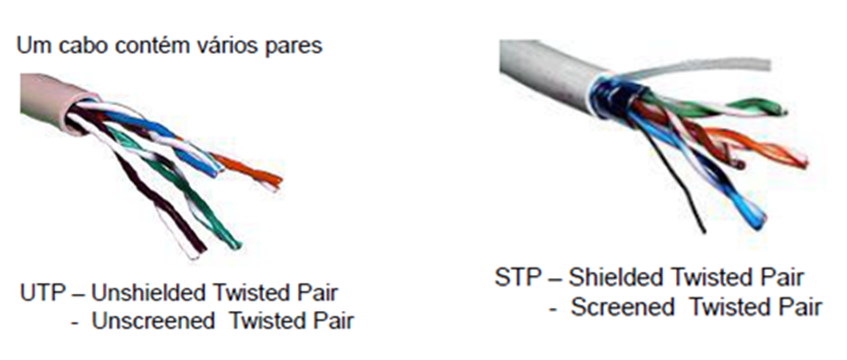 Um cabo contém vários pares
UTP – Unshielded Twisted Pair
- Unscreened Twisted Pair
STP – Shielded Twisted Pair
- Screened Twisted Pair